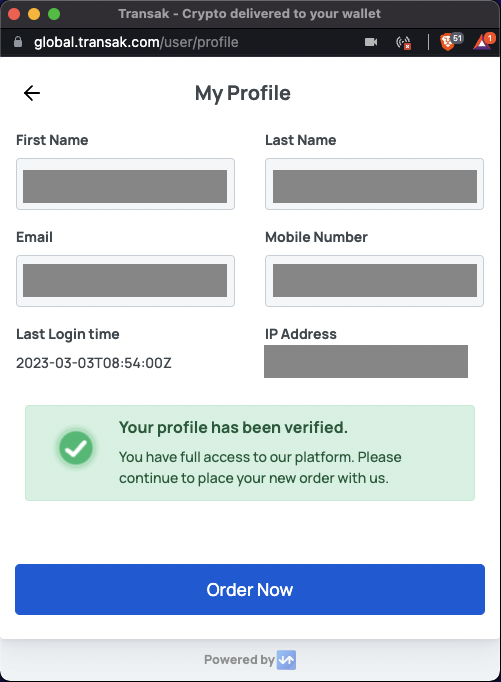 Transak - Crypto delivered to your wallet
global.transak.com/user/profile
51
1
My Profile
First Name
Last Name
Email
Mobile Number
Last Login time
IP Address
2023-03-03T08:54:00Z
Your profile has been verified.
You have full access to our platform. Please
continue to place your new order with us.
Order Now
Powered by